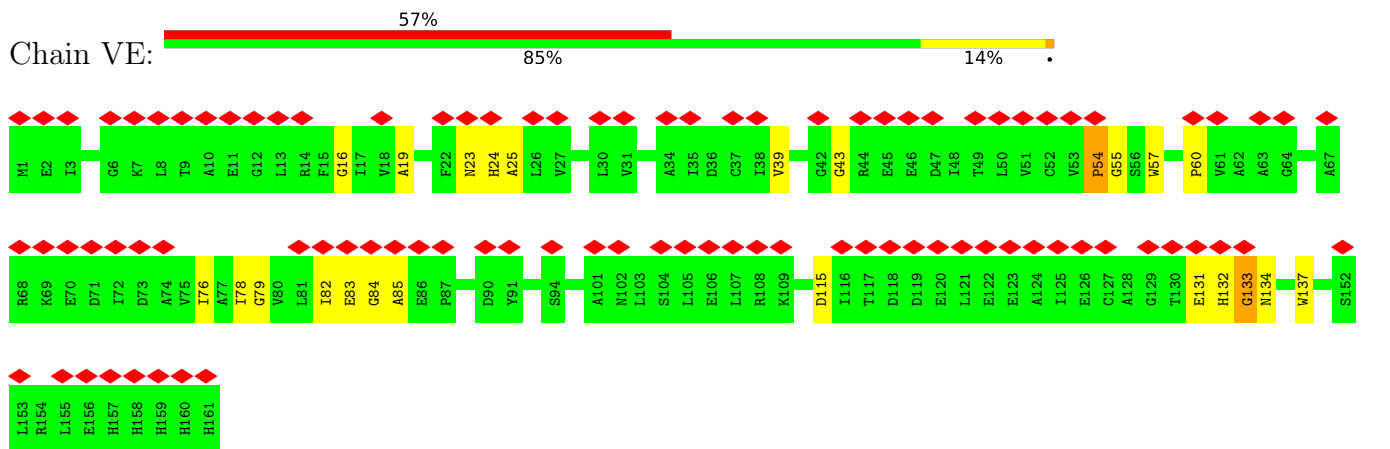 57%
Chain VE:
85% 14% •
M1 E2 I3 G6 K7 L8 T9 A10 E11 G12 L13 R14 F15 G16 I17 V18 A19 F22 N23 H24 A25 L26 V27 L30 V31 A34 I35 D36 C37 I38 V39 G42 G43 R44 E45 E46 D47 I48 T49 L50 V51 C52 V53 P54 G55 S56 W57 P60 V61 A62 A63 G64 A67
R68 K69 E70 D71 I72 D73 A74 V75 I76 A77 I78 G79 V80 L81 I82 E83 G84 A85 E86 P87 D90 Y91 S94 A101 N102 L103 S104 L105 E106 L107 R108 K109 D115 I116 T117 D118 D119 E120 L121 E122 E123 A124 I125 E126 C127 A128 G129 T130 E131 H132 G133 N134 W137 S152
L153 R154 L155 E156 H157 H158 H159 H160 H161